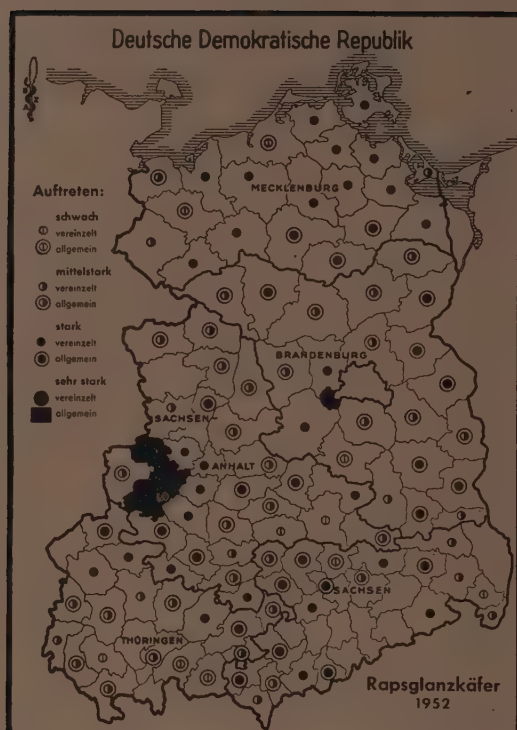 Deutsche Demokratische Republik
MECKLENBURG
Auftreten:
schwach
vereinzelt
allgemein
mittelstark
vereinzelt
allgemein
stark
vereinzelt
allgemein
sehr stark
vereinzelt
allgemein
BRANDENBURG
SACHSEN-
ANHALT
SACHSEN
THÜRINGEN
Rapsglanzkäfer
1952